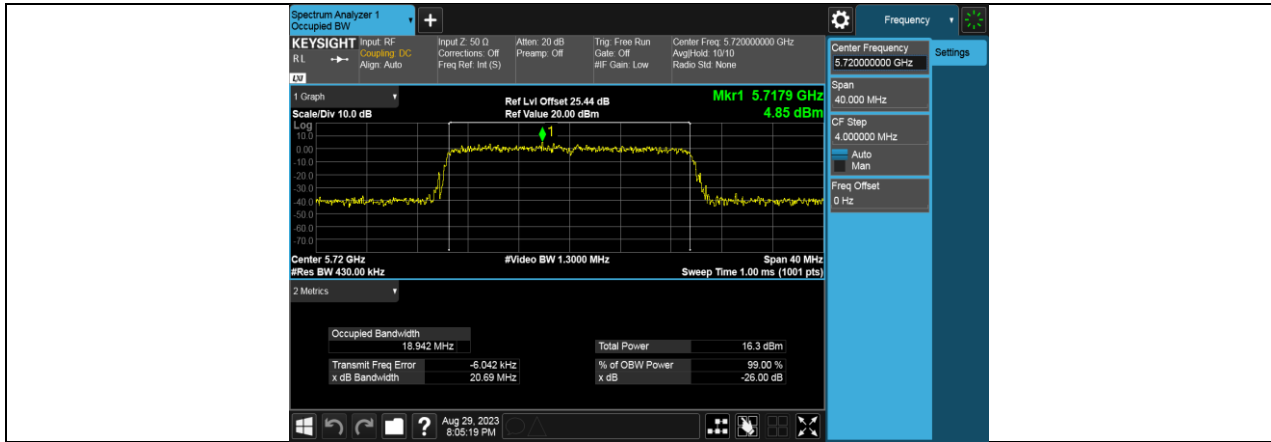 Spectrum Analyzer 1
Occupied BW
Frequency
KEYSIGHT
RL
LXI
Input: RF
Coupling: DC
Align: Auto
Input Z: 50 Ω
Corrections: Off
Freq Ref: Int (S)
Atten: 20 dB
Preamp: Off
Trig: Free Run
Gate: Off
#IF Gain: Low
Center Freq: 5.720000000 GHz
Avg|Hold: 10/10
Radio Std: None
1 Graph
Scale/Div 10.0 dB
Ref Lvl Offset 25.44 dB
Ref Value 20.00 dBm
Mkr1 5.7179 GHz
4.85 dBm
Log
10.0
0.00
-10.0
-20.0
-30.0
-40.0
-50.0
-60.0
-70.0
1
Center 5.72 GHz
#Video BW 1.3000 MHz
Span 40 MHz
#Res BW 430.00 kHz
Sweep Time 1.00 ms (1001 pts)
2 Metrics
Occupied Bandwidth
18.942 MHz
Transmit Freq Error -6.042 kHz
x dB Bandwidth 20.69 MHz
Total Power 16.3 dBm
% of OBW Power 99.00 %
x dB -26.00 dB
Center Frequency
5.720000000 GHz
Span
40.000 MHz
CF Step
4.000000 MHz
Auto
Man
Freq Offset
0 Hz
Settings
?
Aug 29, 2023
8:05:19 PM